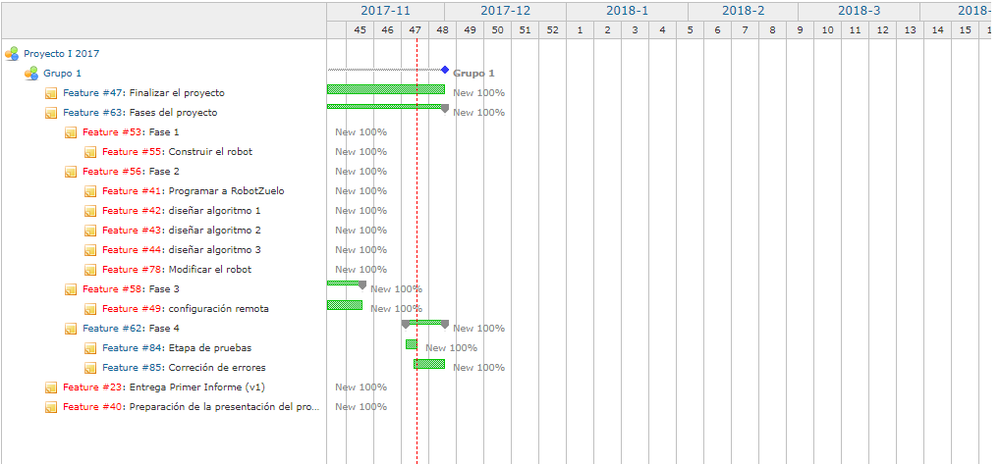 2017-11 2017-12 2018-1 2018-2 2018-3 2018-
45 46 47 48 49 50 51 52 1 2 3 4 5 6 7 8 9 10 11 12 13 14 15 1
Proyecto I 2017
Grupo 1 Grupo 1
Feature #47: Finalizar el proyecto New 100%
Feature #63: Fases del proyecto New 100%
Feature #53: Fase 1 New 100%
Feature #55: Construir el robot New 100%
Feature #56: Fase 2 New 100%
Feature #41: Programar a RobotZuelo New 100%
Feature #42: diseñar algoritmo 1 New 100%
Feature #43: diseñar algoritmo 2 New 100%
Feature #44: diseñar algoritmo 3 New 100%
Feature #78: Modificar el robot New 100%
Feature #58: Fase 3 New 100%
Feature #49: configuración remota New 100%
Feature #62: Fase 4 New 100%
Feature #84: Etapa de pruebas New 100%
Feature #85: Correción de errores New 100%
Feature #23: Entrega Primer Informe (v1) New 100%
Feature #40: Preparación de la presentación del pro... New 100%